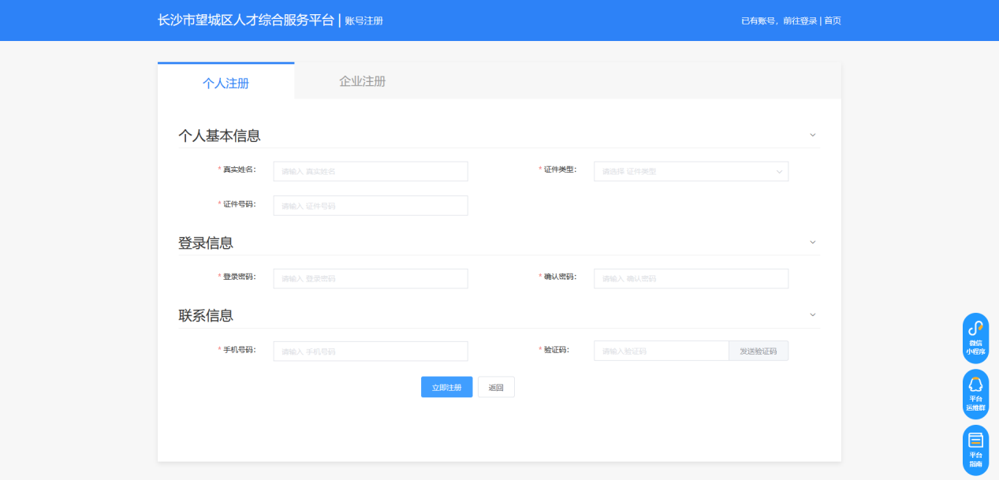 长沙市望城区人才综合服务平台 | 账号注册
已有账号，前往登录 | 首页
个人注册
企业注册
个人基本信息
* 真实姓名： 请输入 真实姓名
* 证件类型： 请选择 证件类型
* 证件号码： 请输入 证件号码
登录信息
* 登录密码： 请输入 登录密码
* 确认密码： 请输入 确认密码
联系信息
* 手机号码： 请输入 手机号码
* 验证码： 请输入验证码 发送验证码
立即注册
返回
微信
小程序
平台
运维群
平台
指南